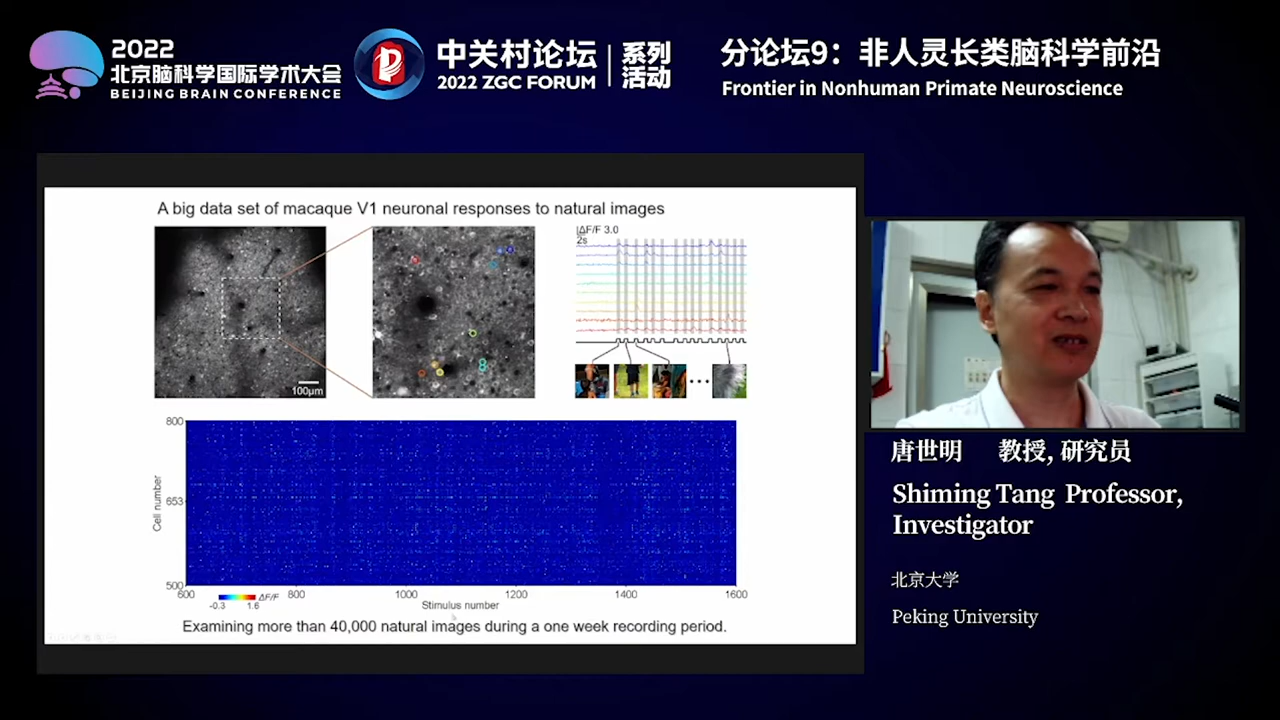 2022
北京脑科学国际学术大会
BEIJING BRAIN CONFERENCE
中关村论坛
2022 ZGC FORUM
系列
活动
分论坛9：非人灵长类脑科学前沿
Frontier in Nonhuman Primate Neuroscience
A big data set of macaque V1 neuronal responses to natural images
ΔF/F 3.0
2s
100μm
800
653
500
Cell number
600 800 1000 1200 1400 1600
ΔF/F
-0.3 1.6
Stimulus number
Examining more than 40,000 natural images during a one week recording period.
唐世明 教授, 研究员
Shiming Tang Professor,
Investigator
北京大学
Peking University